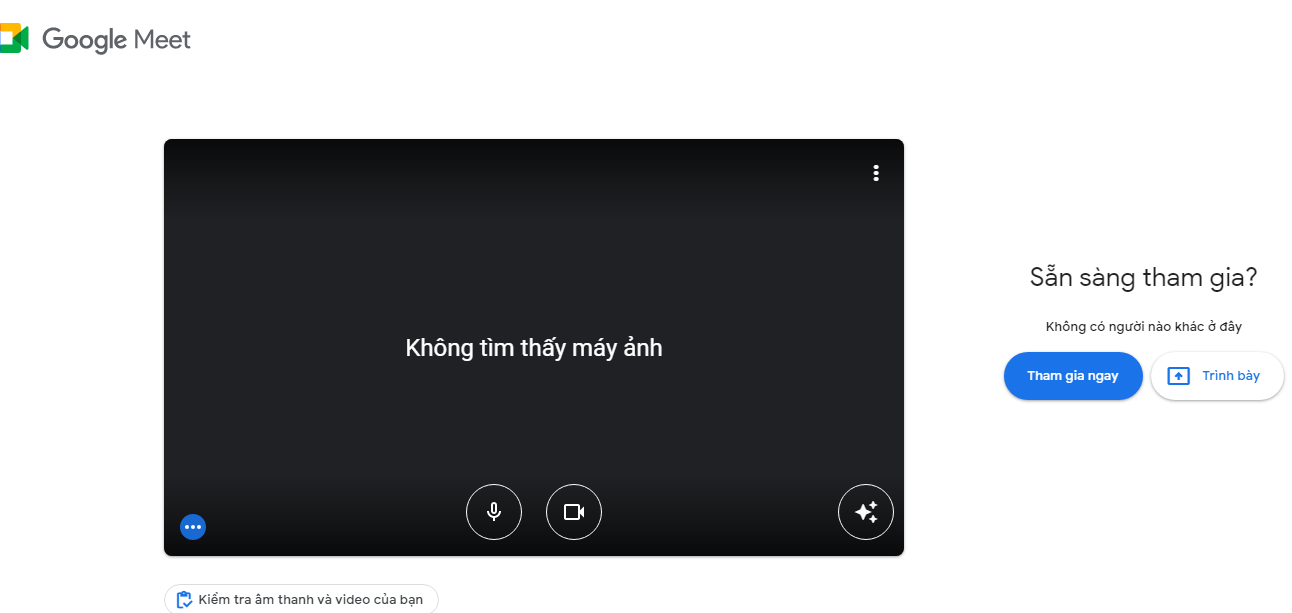 Google Meet
Không tìm thấy máy ảnh
Sẵn sàng tham gia?
Không có người nào khác ở đây
Tham gia ngay
Trình bày
Kiểm tra âm thanh và video của bạn